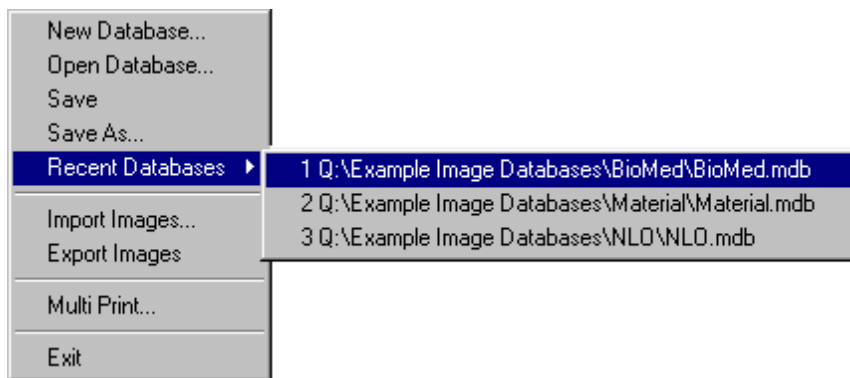 New Database...
Open Database...
Save
Save As...
Recent Databases
1 Q:\Example Image Databases\BioMed\BioMed.mdb
2 Q:\Example Image Databases\Material\Material.mdb
3 Q:\Example Image Databases\NLO\NLO.mdb
Import Images...
Export Images
Multi Print...
Exit